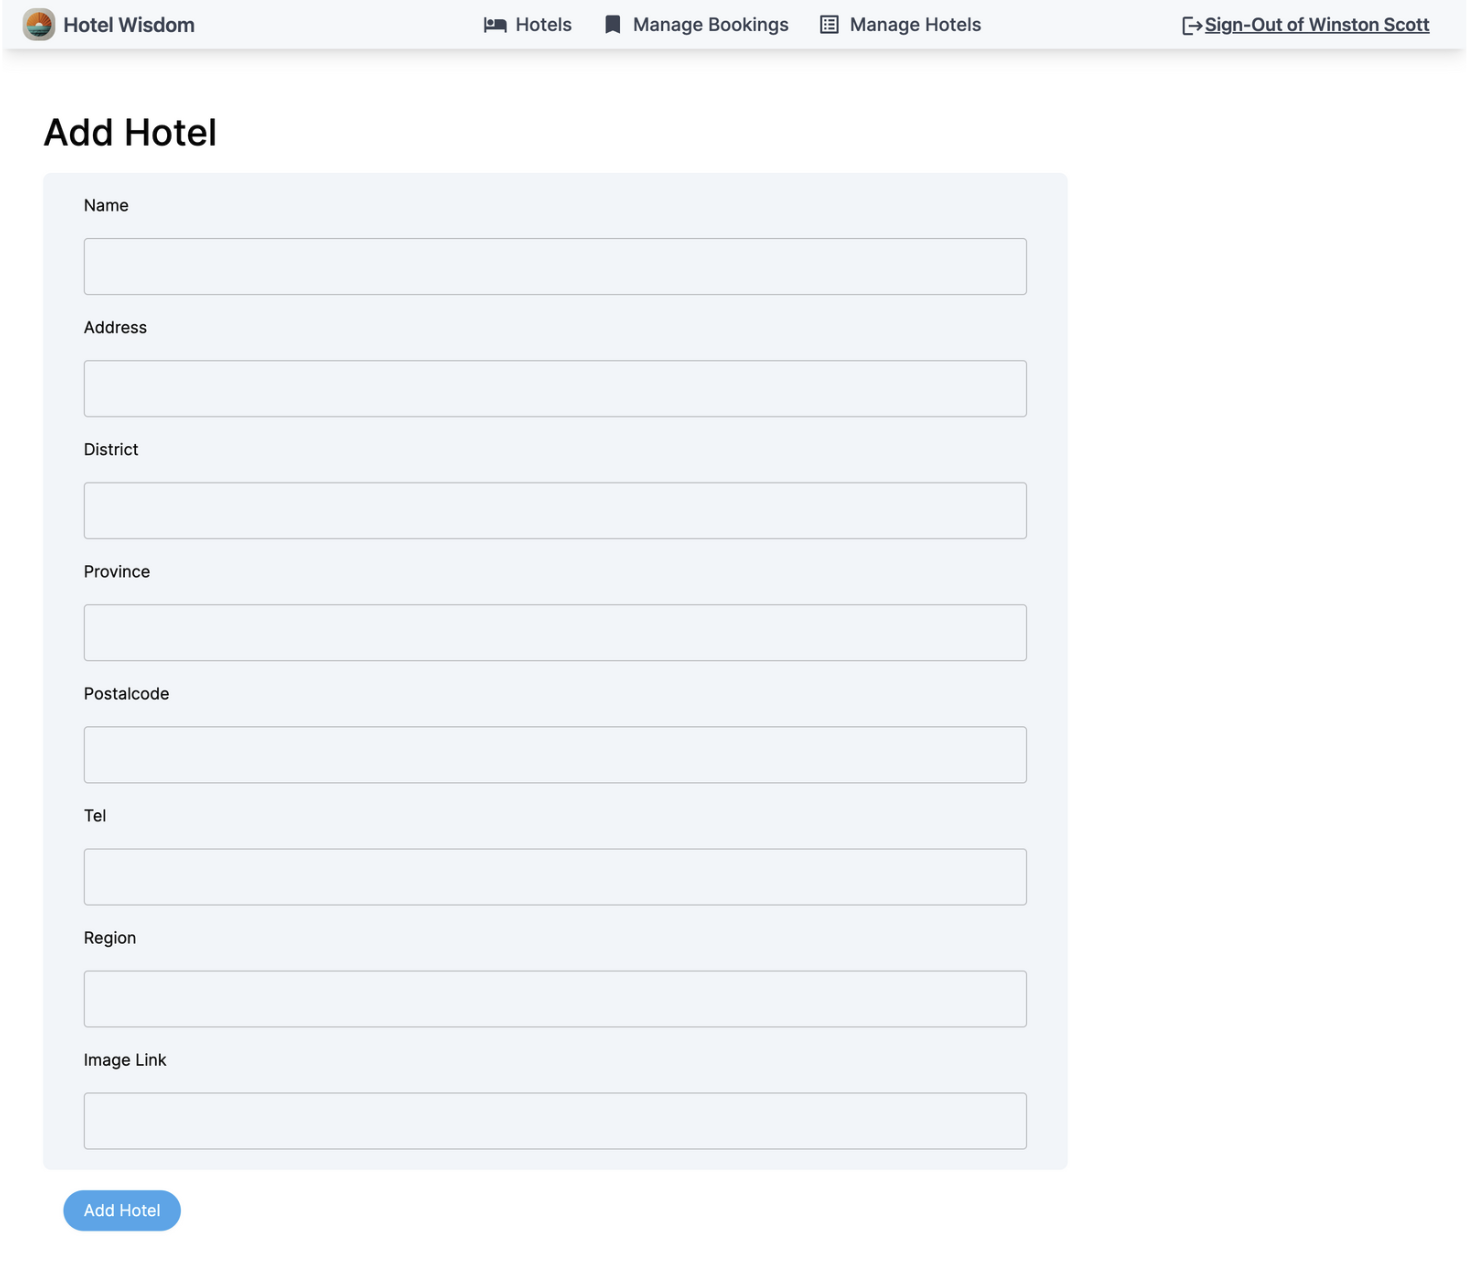 Hotel Wisdom
Hotels
Manage Bookings
Manage Hotels
Sign-Out of Winston Scott
Add Hotel
Name
Address
District
Province
Postalcode
Tel
Region
Image Link
Add Hotel